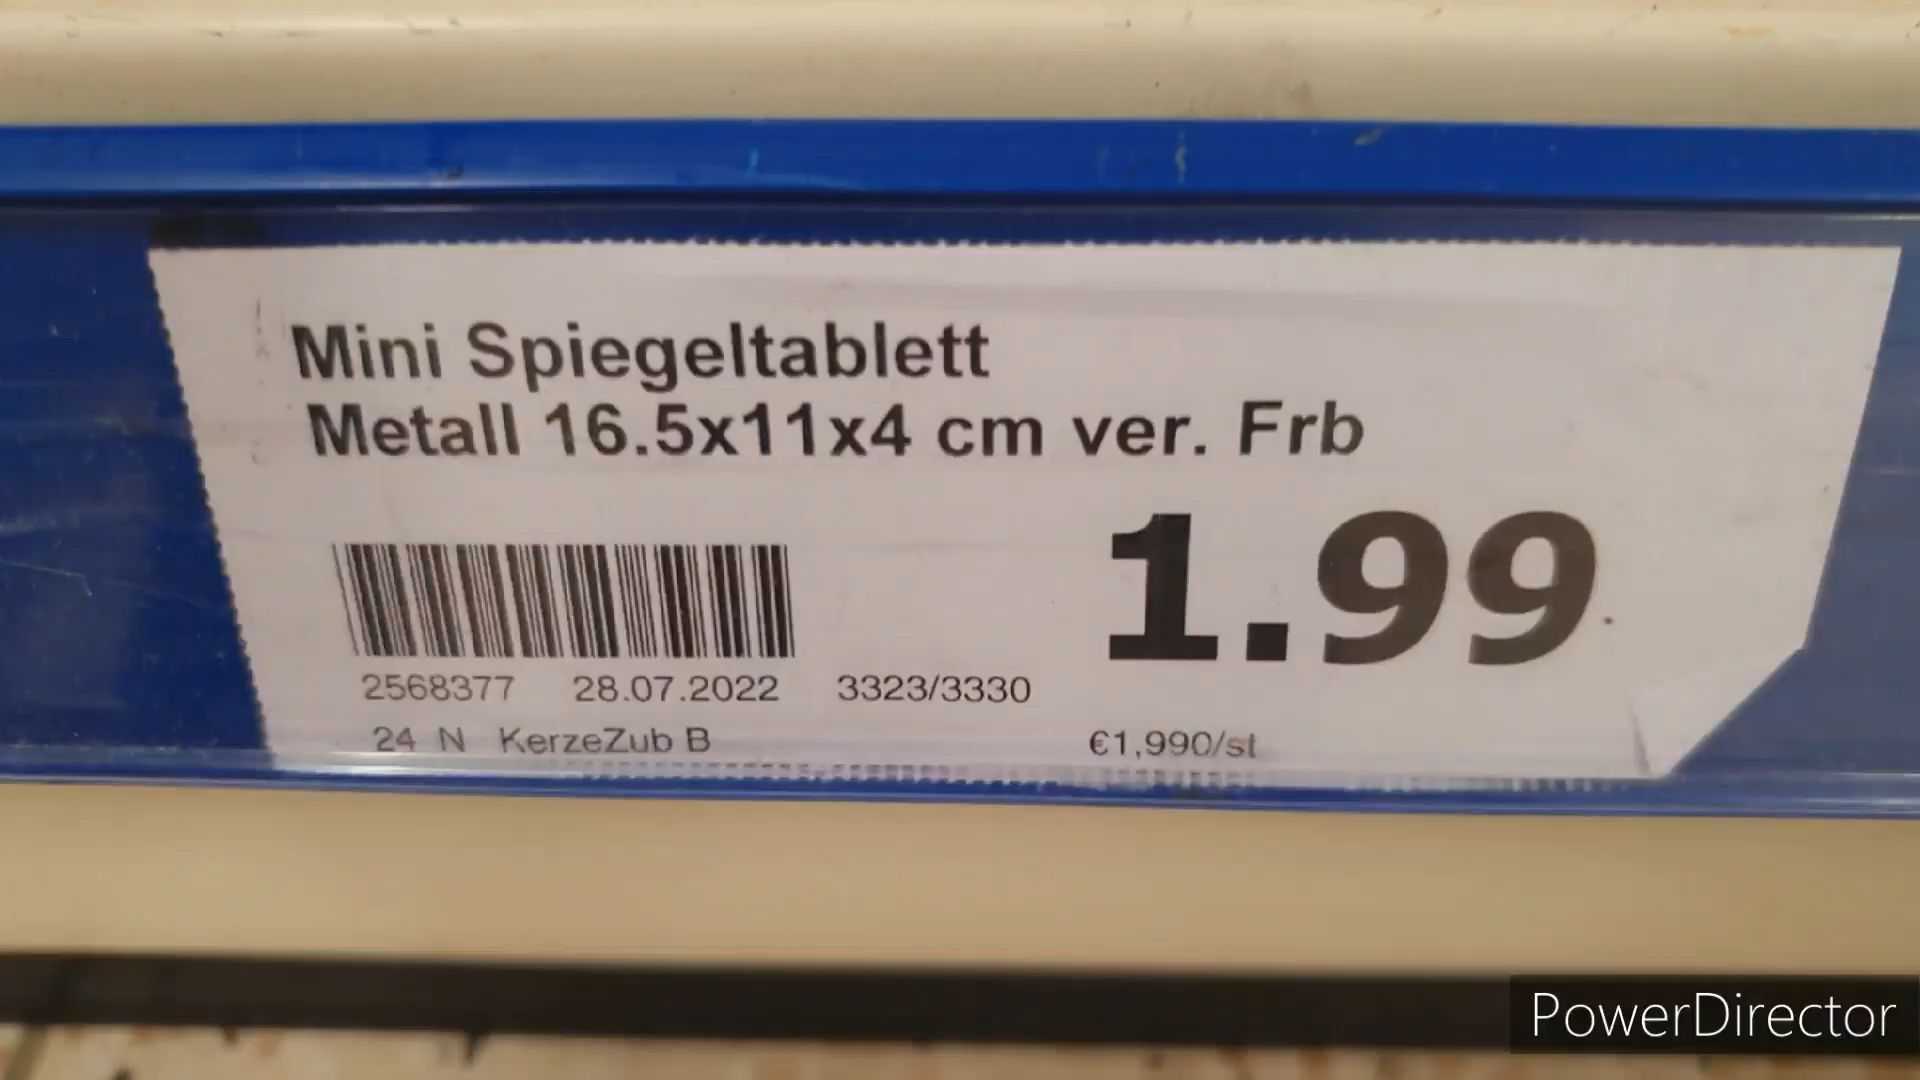 Mini Spiegeltablett
Metall 16.5x11x4 cm ver. Frb
1.99
2568377 28.07.2022 3323/3330
24 N KerzeZub B €1,990/st
PowerDirector